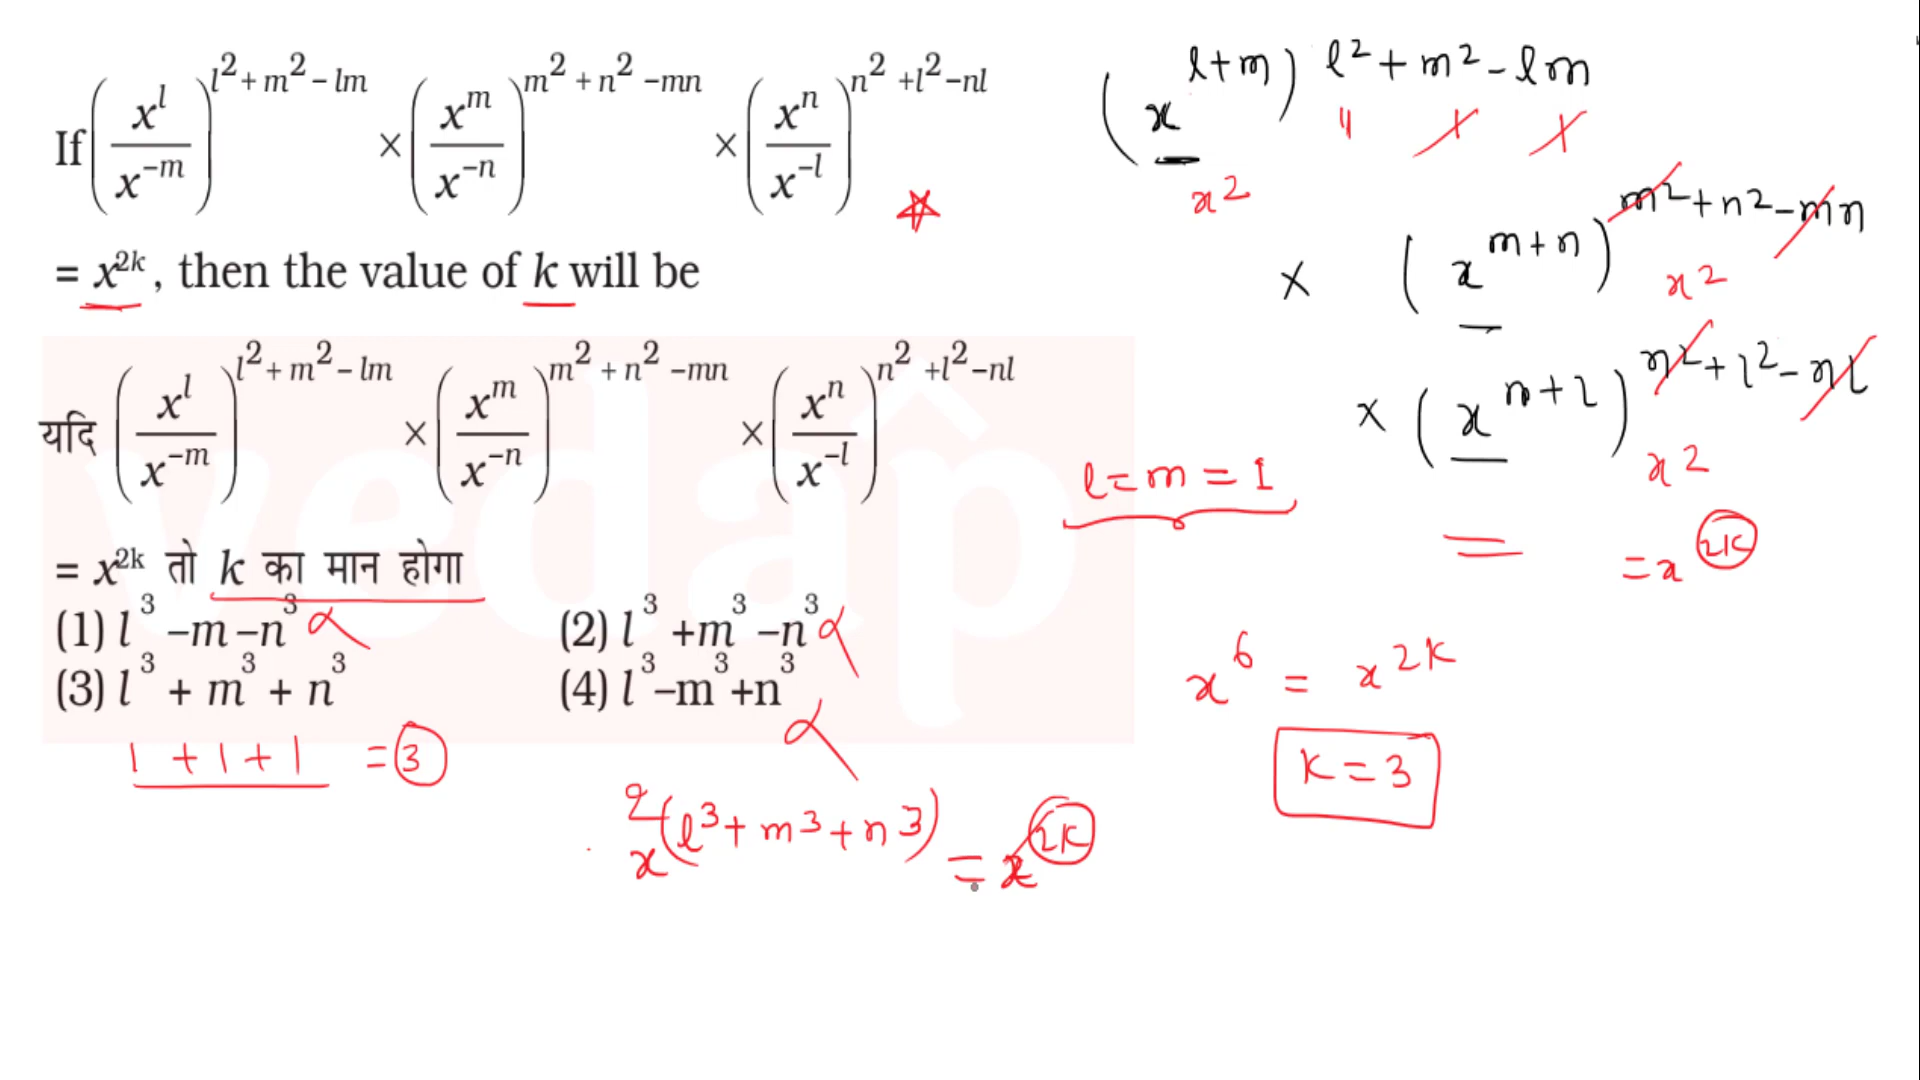 If (x^l / x^–m)^l²+m²–lm × (x^m / x^–n)^m²+n²–mn × (x^n / x^–l)^n²+l²–nl
= x^2k, then the value of k will be
यदि (x^l / x^–m)^l²+m²–lm × (x^m / x^–n)^m²+n²–mn × (x^n / x^–l)^n²+l²–nl
= x^2k तो k का मान होगा
(1) l³ –m –n³ (2) l³ +m³ –n³
(3) l³ + m³ + n³ (4) l³–m³+n³
1 + 1 + 1 = 3
x^2(l³+m³+n³) = x^2k
(x^l+m)^l²+m²–lm
x²
× (x^m+n)^m²+n²–mn
x²
× (x^n+l)^n²+l²–nl
x²
l=m=1
= x^2k
x⁶ = x^2k
k=3
vedap